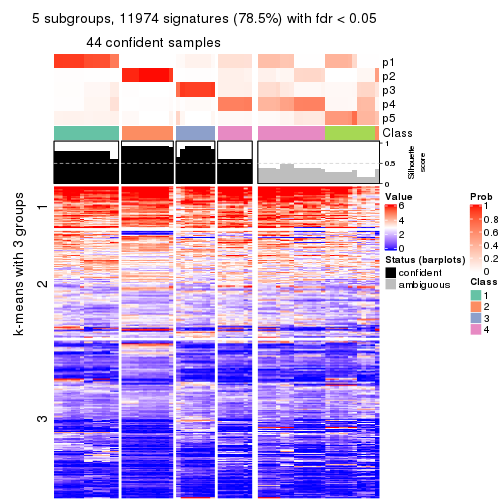 5 subgroups, 11974 signatures (78.5%) with fdr < 0.05
44 confident samples
p1
p2
p3
p4
p5
Class
1
0.5
0
Silhouette
score
k-means with 3 groups
1
2
3
Value
6
4
2
0
Status (barplots)
confident
ambiguous
Prob
1
0.8
0.6
0.4
0.2
0
Class
1
2
3
4